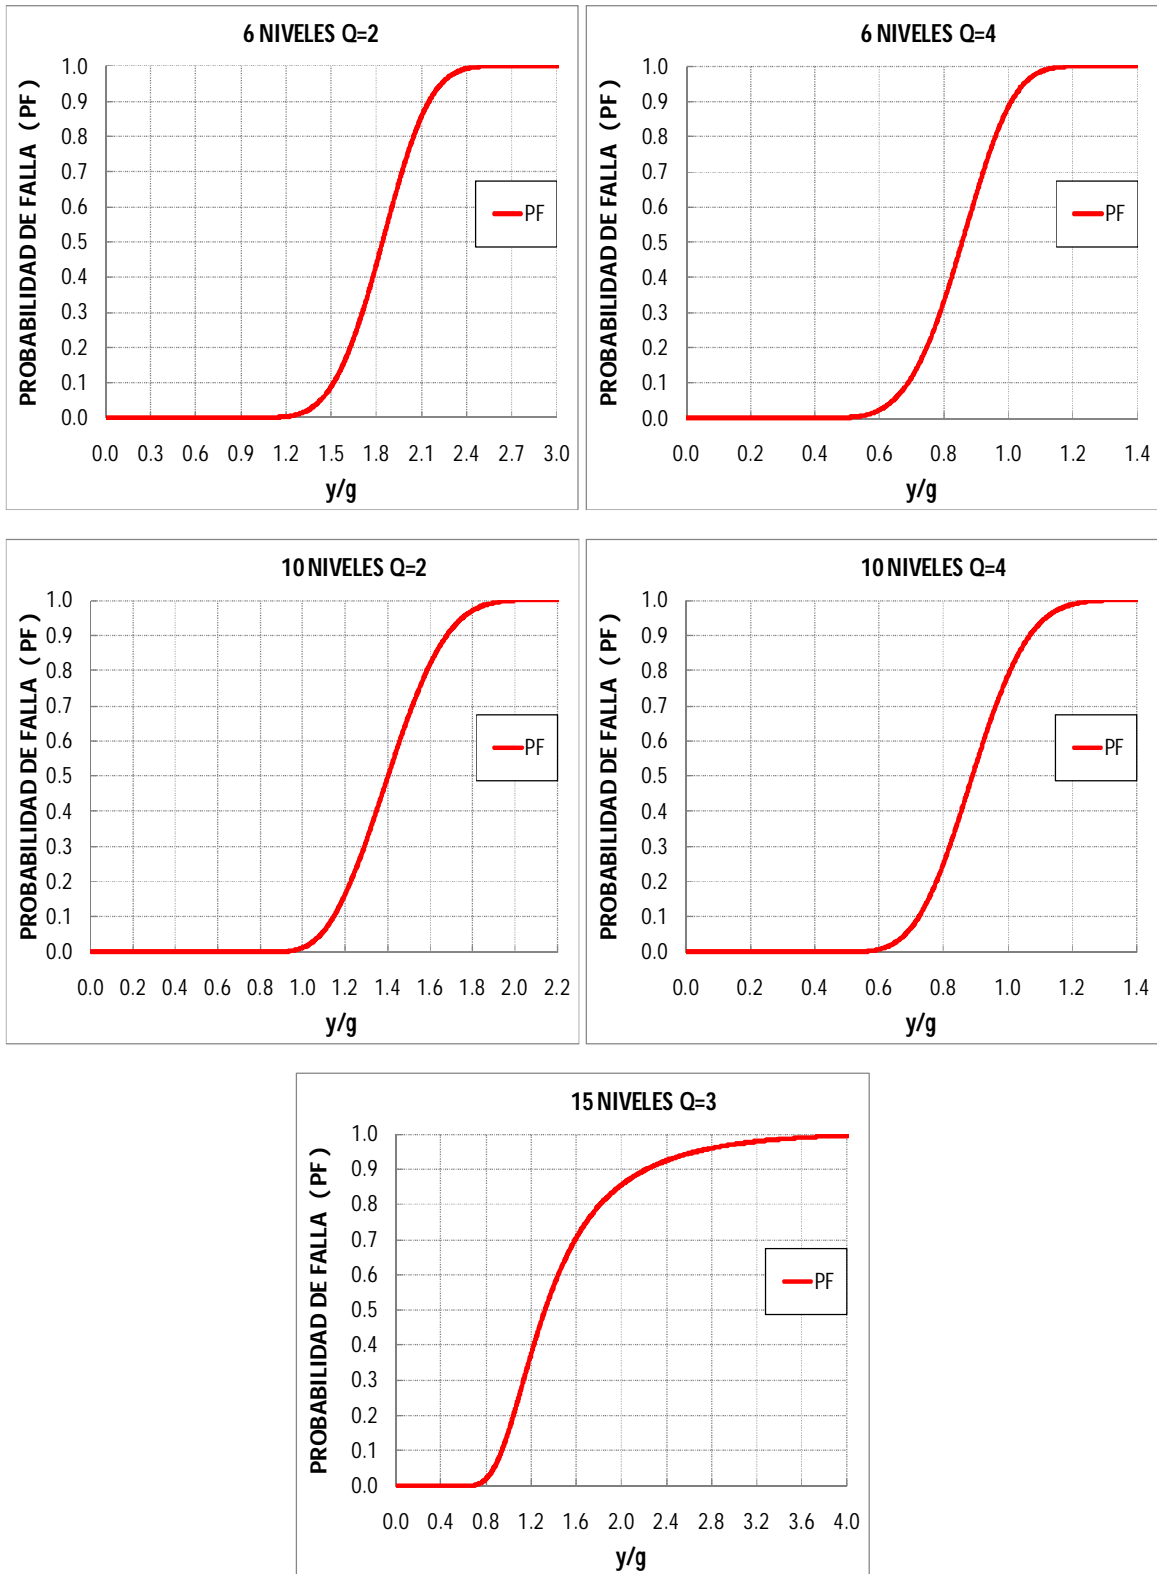 6 NIVELES Q=2
PROBABILIDAD DE FALLA ( PF )
1.0
0.9
0.8
0.7
0.6
0.5
0.4
0.3
0.2
0.1
0.0
PF
0.0 0.3 0.6 0.9 1.2 1.5 1.8 2.1 2.4 2.7 3.0
y/g
6 NIVELES Q=4
PROBABILIDAD DE FALLA ( PF )
1.0
0.9
0.8
0.7
0.6
0.5
0.4
0.3
0.2
0.1
0.0
PF
0.0 0.2 0.4 0.6 0.8 1.0 1.2 1.4
y/g
10 NIVELES Q=2
PROBABILIDAD DE FALLA ( PF )
1.0
0.9
0.8
0.7
0.6
0.5
0.4
0.3
0.2
0.1
0.0
PF
0.0 0.2 0.4 0.6 0.8 1.0 1.2 1.4 1.6 1.8 2.0 2.2
y/g
10 NIVELES Q=4
PROBABILIDAD DE FALLA ( PF )
1.0
0.9
0.8
0.7
0.6
0.5
0.4
0.3
0.2
0.1
0.0
PF
0.0 0.2 0.4 0.6 0.8 1.0 1.2 1.4
y/g
15 NIVELES Q=3
PROBABILIDAD DE FALLA ( PF )
1.0
0.9
0.8
0.7
0.6
0.5
0.4
0.3
0.2
0.1
0.0
PF
0.0 0.4 0.8 1.2 1.6 2.0 2.4 2.8 3.2 3.6 4.0
y/g